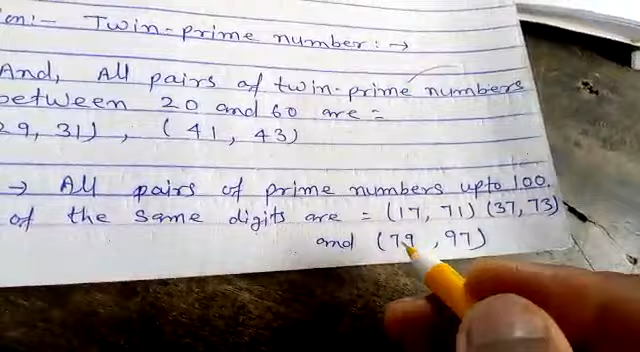 en:- Twin-prime number:→
And, All pairs of twin-prime numbers
between 20 and 60 are =
29, 31) , (41, 43)
→ All pairs of prime numbers upto 100.
of the same digits are = (17, 71) (37, 73)
and (79, 97)